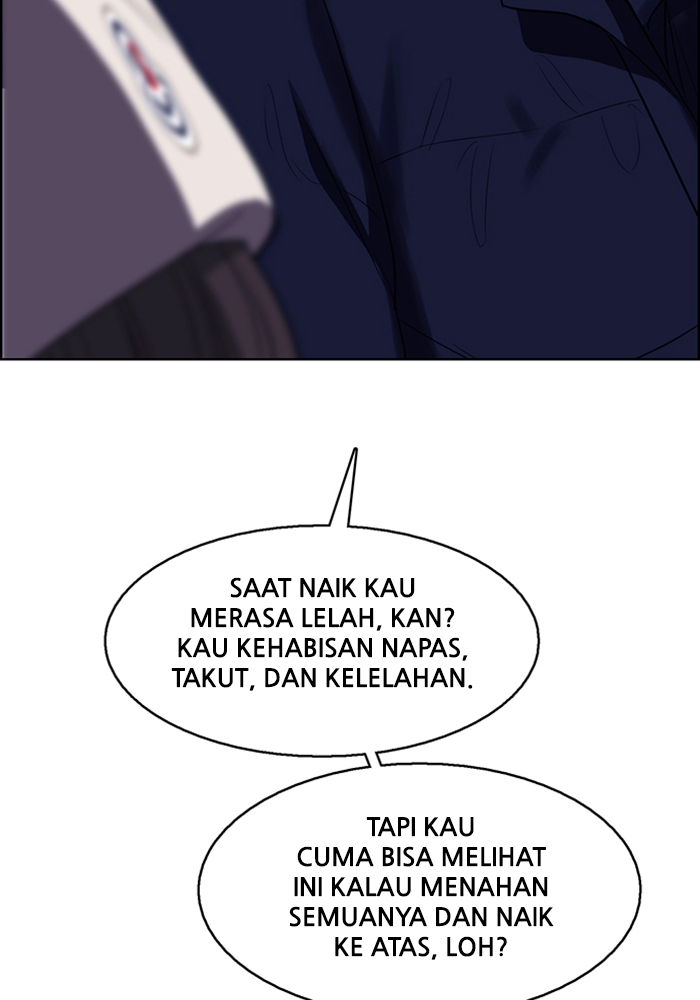 SAAT NAIK KAU
MERASA LELAH, KAN?
KAU KEHABISAN NAPAS,
TAKUT, DAN KELELAHAN.
TAPI KAU
CUMA BISA MELIHAT
INI KALAU MENAHAN
SEMUANYA DAN NAIK
KE ATAS, LOH?